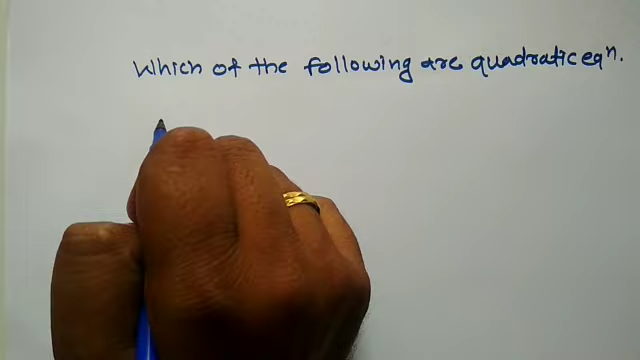 Which of the following are quadratic eqⁿ.